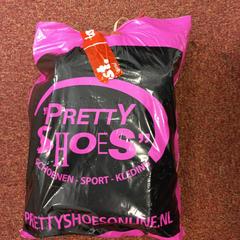 "PRETTY
SHOES"
SCHOENEN - SPORT - KLEDING
PRETTYSHOESONLINE.NL